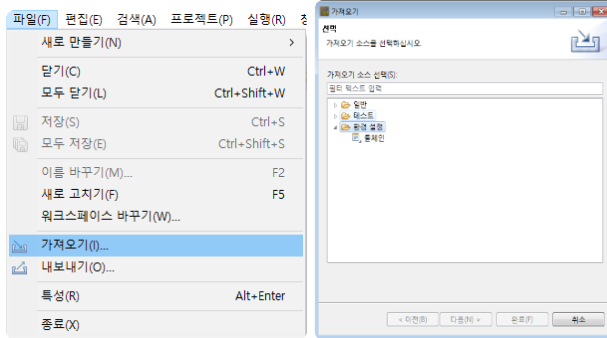 파일(F) 편집(E) 검색(A) 프로젝트(P) 실행(R)
새로 만들기(N) >
닫기(C) Ctrl+W
모두 닫기(L) Ctrl+Shift+W
저장(S) Ctrl+S
모두 저장(E) Ctrl+Shift+S
이름 바꾸기(M)... F2
새로 고치기(F) F5
워크스페이스 바꾸기(W)...
가져오기(I)...
내보내기(O)...
특성(R) Alt+Enter
종료(X)
가져오기
선택
가져오기 소스를 선택하십시오.
가져오기 소스 선택(S):
필터 텍스트 입력
일반
테스트
환경 설정
툴체인
< 이전(B) 다음(N) > 완료(F) 취소